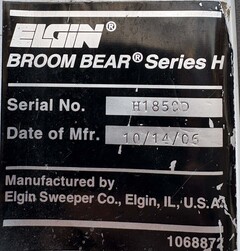 ELGIN®
BROOM BEAR® Series H
Serial No. H1850D
Date of Mfr. 10/14/06
Manufactured by
Elgin Sweeper Co., Elgin, IL, U.S.A.
1068872